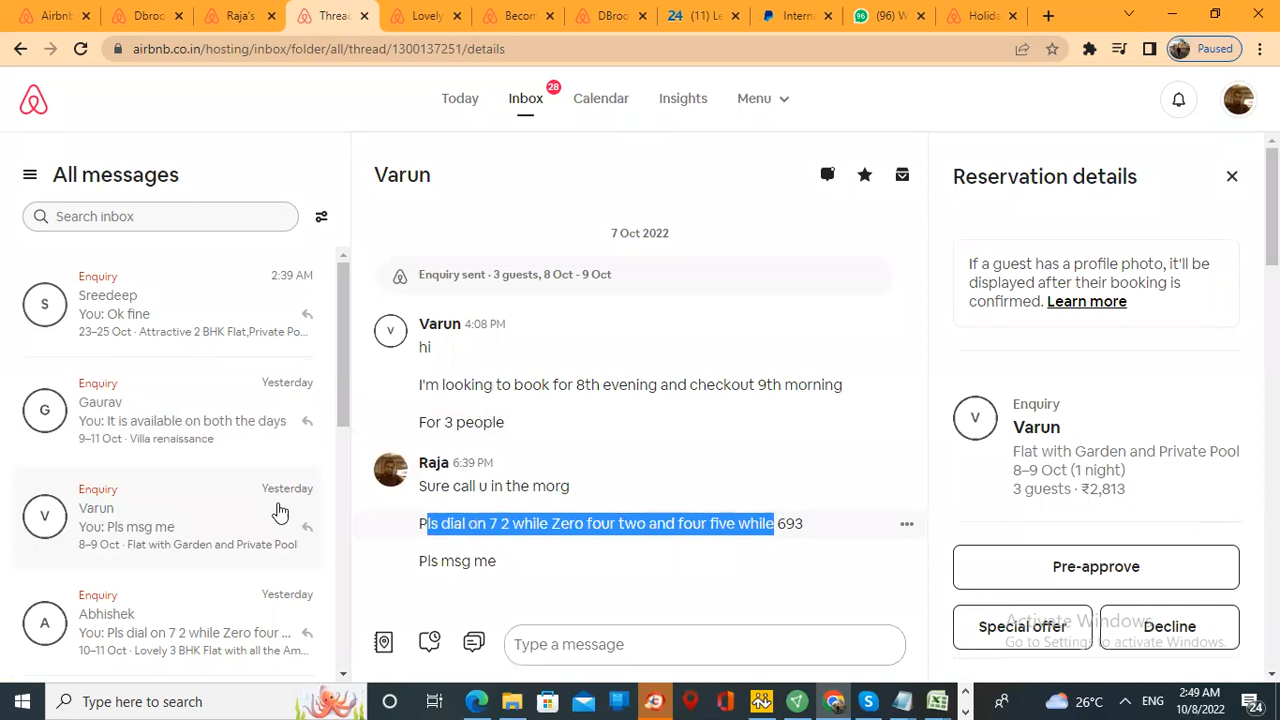 Airbnb
Dbroo
Raja's
Threa
Lovely
Becom
DBroo
24
(11) Le
Intern
96
(96) W
Holida
airbnb.co.in/hosting/inbox/folder/all/thread/1300137251/details
Paused
Today
Inbox
28
Calendar
Insights
Menu
All messages
Search inbox
Enquiry
2:39 AM
S
Sreedeep
You: Ok fine
23–25 Oct · Attractive 2 BHK Flat,Private Po...
Enquiry
Yesterday
G
Gaurav
You: It is available on both the days
9–11 Oct · Villa renaissance
Enquiry
Yesterday
V
Varun
You: Pls msg me
8–9 Oct · Flat with Garden and Private Pool
Enquiry
Yesterday
A
Abhishek
You: Pls dial on 7 2 while Zero four ...
10–11 Oct · Lovely 3 BHK Flat with all the Am...
Varun
7 Oct 2022
Enquiry sent · 3 guests, 8 Oct - 9 Oct
V
Varun 4:08 PM
hi
I'm looking to book for 8th evening and checkout 9th morning
For 3 people
Raja 6:39 PM
Sure call u in the morg
Pls dial on 7 2 while Zero four two and four five while 693
Pls msg me
Type a message
Reservation details
If a guest has a profile photo, it'll be
displayed after their booking is
confirmed. Learn more
Enquiry
V
Varun
Flat with Garden and Private Pool
8–9 Oct (1 night)
3 guests · ₹2,813
Pre-approve
Special offer
Decline
Activate Windows
Go to Settings to activate Windows.
Type here to search
26°C
ENG
2:49 AM
10/8/2022
24